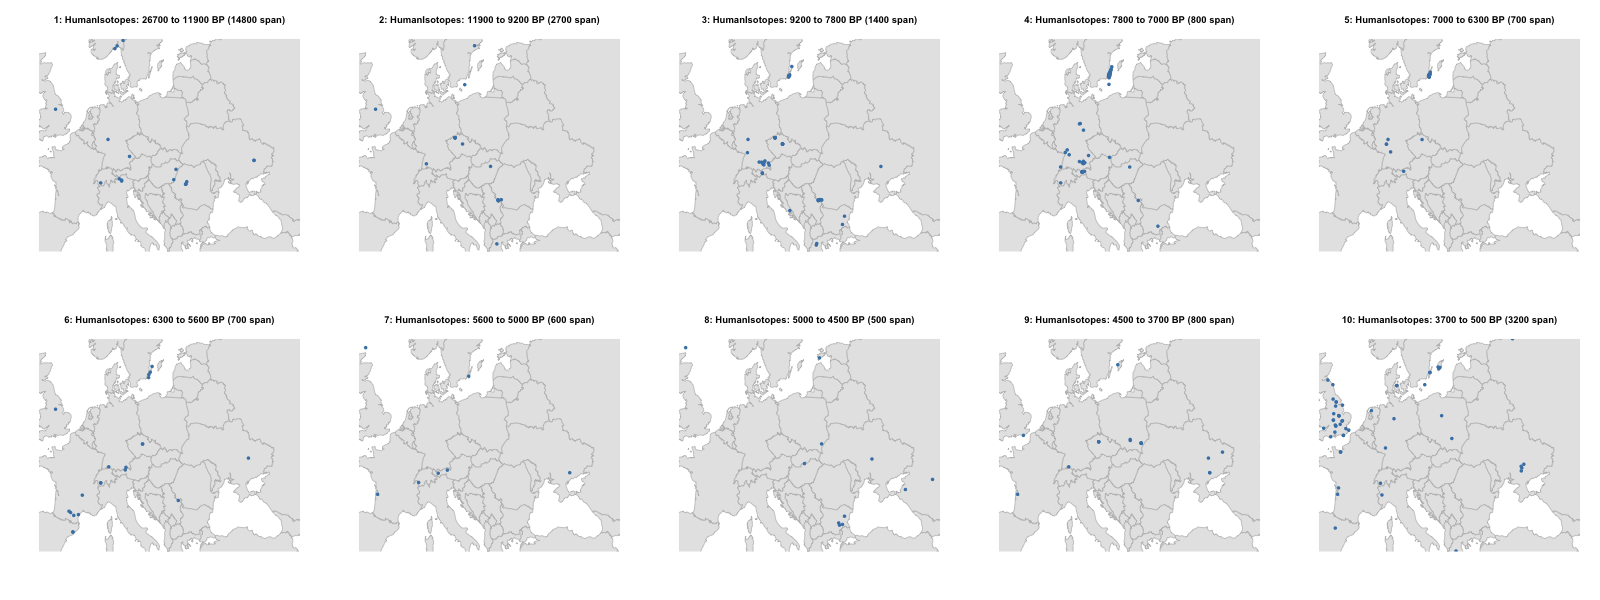 1: HumanIsotopes: 26700 to 11900 BP (14800 span)
2: HumanIsotopes: 11900 to 9200 BP (2700 span)
3: HumanIsotopes: 9200 to 7800 BP (1400 span)
4: HumanIsotopes: 7800 to 7000 BP (800 span)
5: HumanIsotopes: 7000 to 6300 BP (700 span)
6: HumanIsotopes: 6300 to 5600 BP (700 span)
7: HumanIsotopes: 5600 to 5000 BP (600 span)
8: HumanIsotopes: 5000 to 4500 BP (500 span)
9: HumanIsotopes: 4500 to 3700 BP (800 span)
10: HumanIsotopes: 3700 to 500 BP (3200 span)